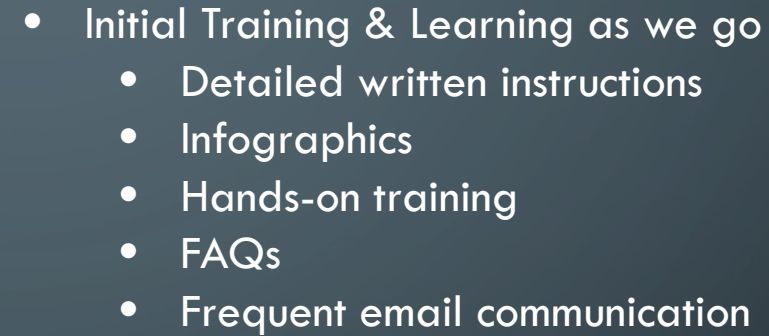 • Initial Training & Learning as we go
• Detailed written instructions
• Infographics
• Hands-on training
• FAQs
• Frequent email communication